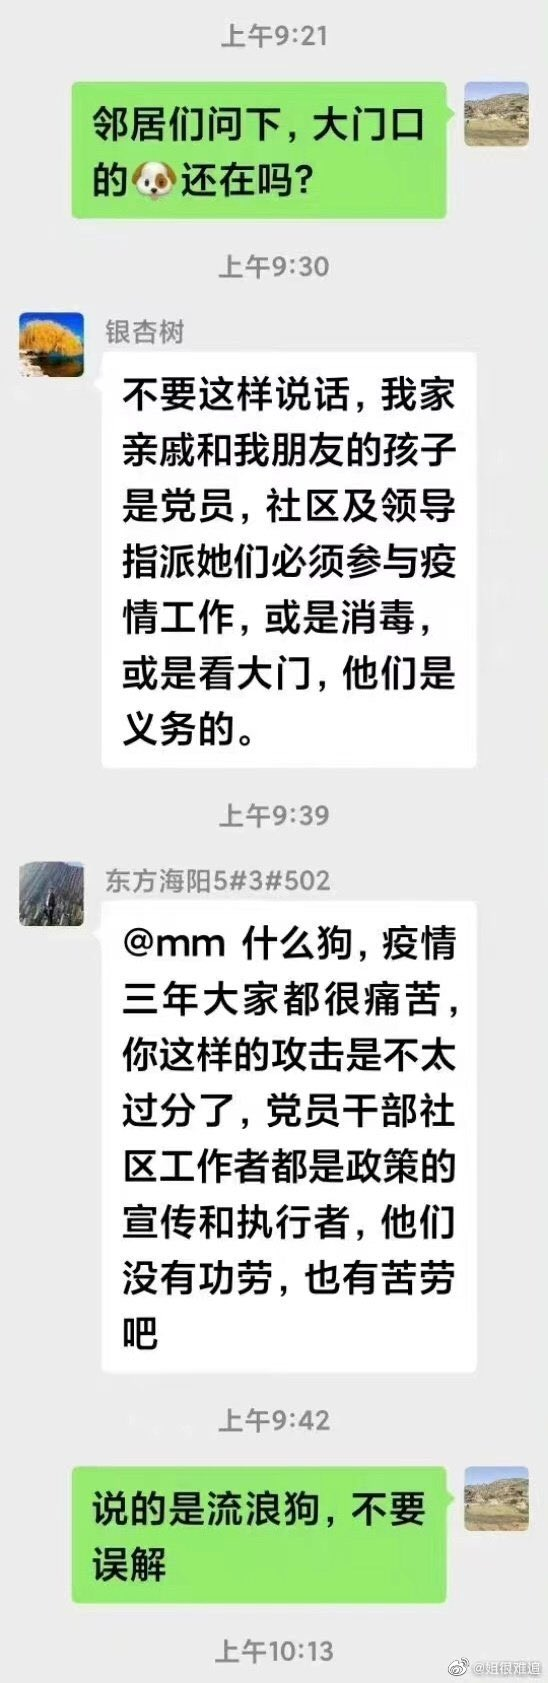 上午9:21
邻居们问下，大门口
的🐶还在吗？
上午9:30
银杏树
不要这样说话，我家
亲戚和我朋友的孩子
是党员，社区及领导
指派她们必须参与疫
情工作，或是消毒，
或是看大门，他们是
义务的。
上午9:39
东方海阳5#3#502
@mm 什么狗，疫情
三年大家都很痛苦，
你这样的攻击是不太
过分了，党员干部社
区工作者都是政策的
宣传和执行者，他们
没有功劳，也有苦劳
吧
上午9:42
说的是流浪狗，不要
误解
上午10:13
@姐很难追